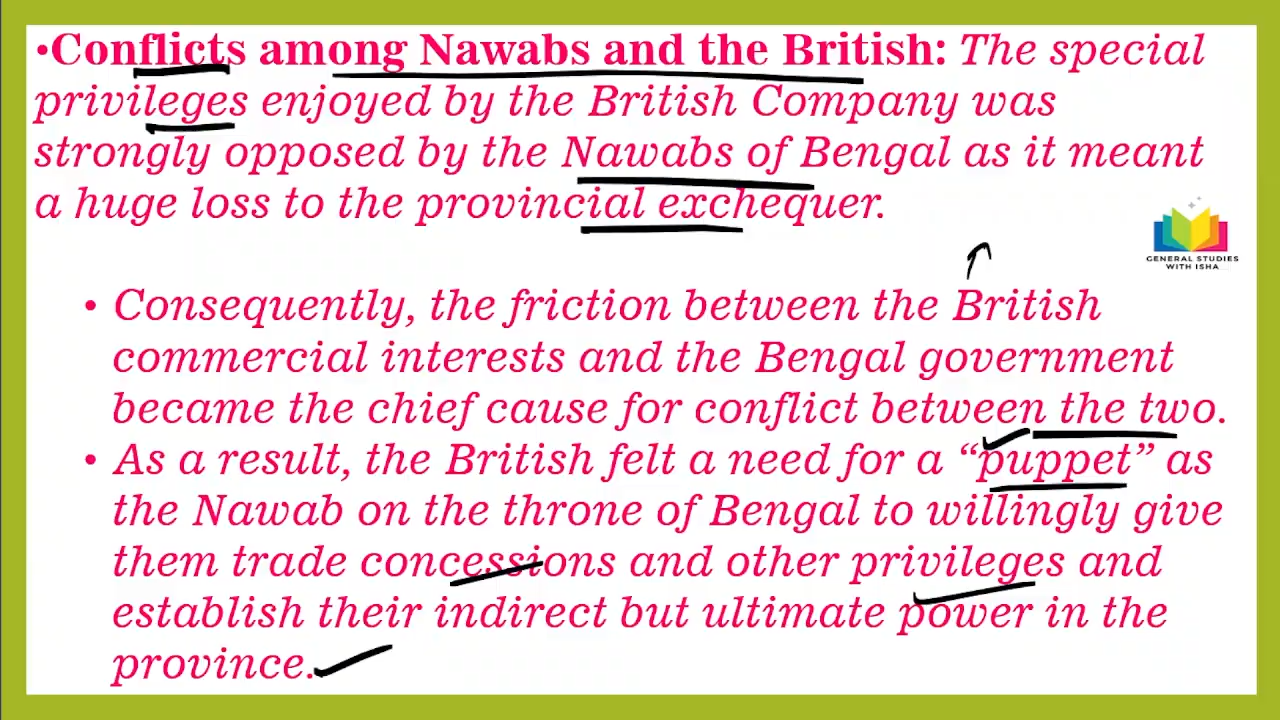 •Conflicts among Nawabs and the British: The special
privileges enjoyed by the British Company was
strongly opposed by the Nawabs of Bengal as it meant
a huge loss to the provincial exchequer.
GENERAL STUDIES
WITH ISHA
• Consequently, the friction between the British
commercial interests and the Bengal government
became the chief cause for conflict between the two.
• As a result, the British felt a need for a “puppet” as
the Nawab on the throne of Bengal to willingly give
them trade concessions and other privileges and
establish their indirect but ultimate power in the
province.